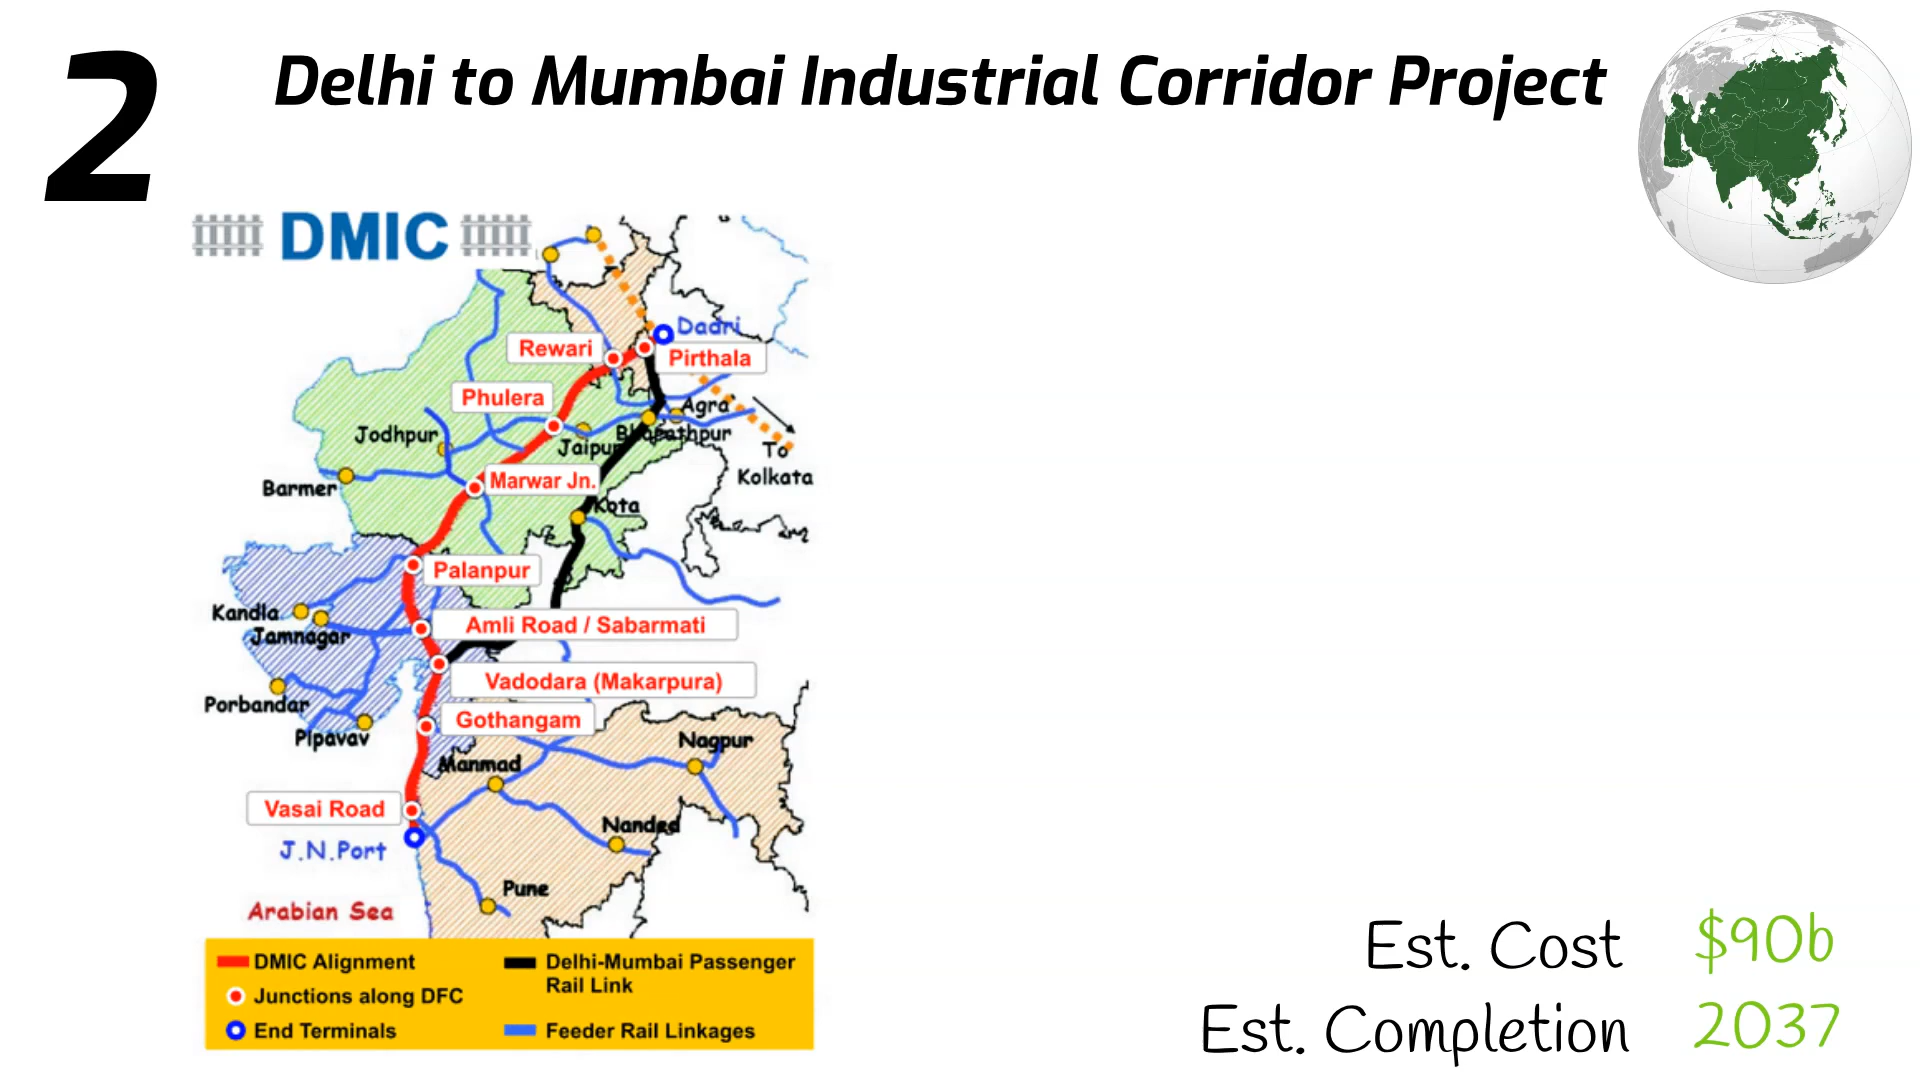 2
Delhi to Mumbai Industrial Corridor Project
DMIC
Dadri
Rewari
Pirthala
Phulera
Agra
Jodhpur
Jaipur
Bharathpur
To
Kolkata
Barmer
Marwar Jn.
Kota
Palanpur
Kandla
Jamnagar
Amli Road / Sabarmati
Vadodara (Makarpura)
Porbandar
Pipavav
Gothangam
Nagpur
Manmad
Vasai Road
Nanded
J.N.Port
Pune
Arabian Sea
DMIC Alignment
Junctions along DFC
End Terminals
Delhi-Mumbai Passenger
Rail Link
Feeder Rail Linkages
Est. Cost $90b
Est. Completion 2037